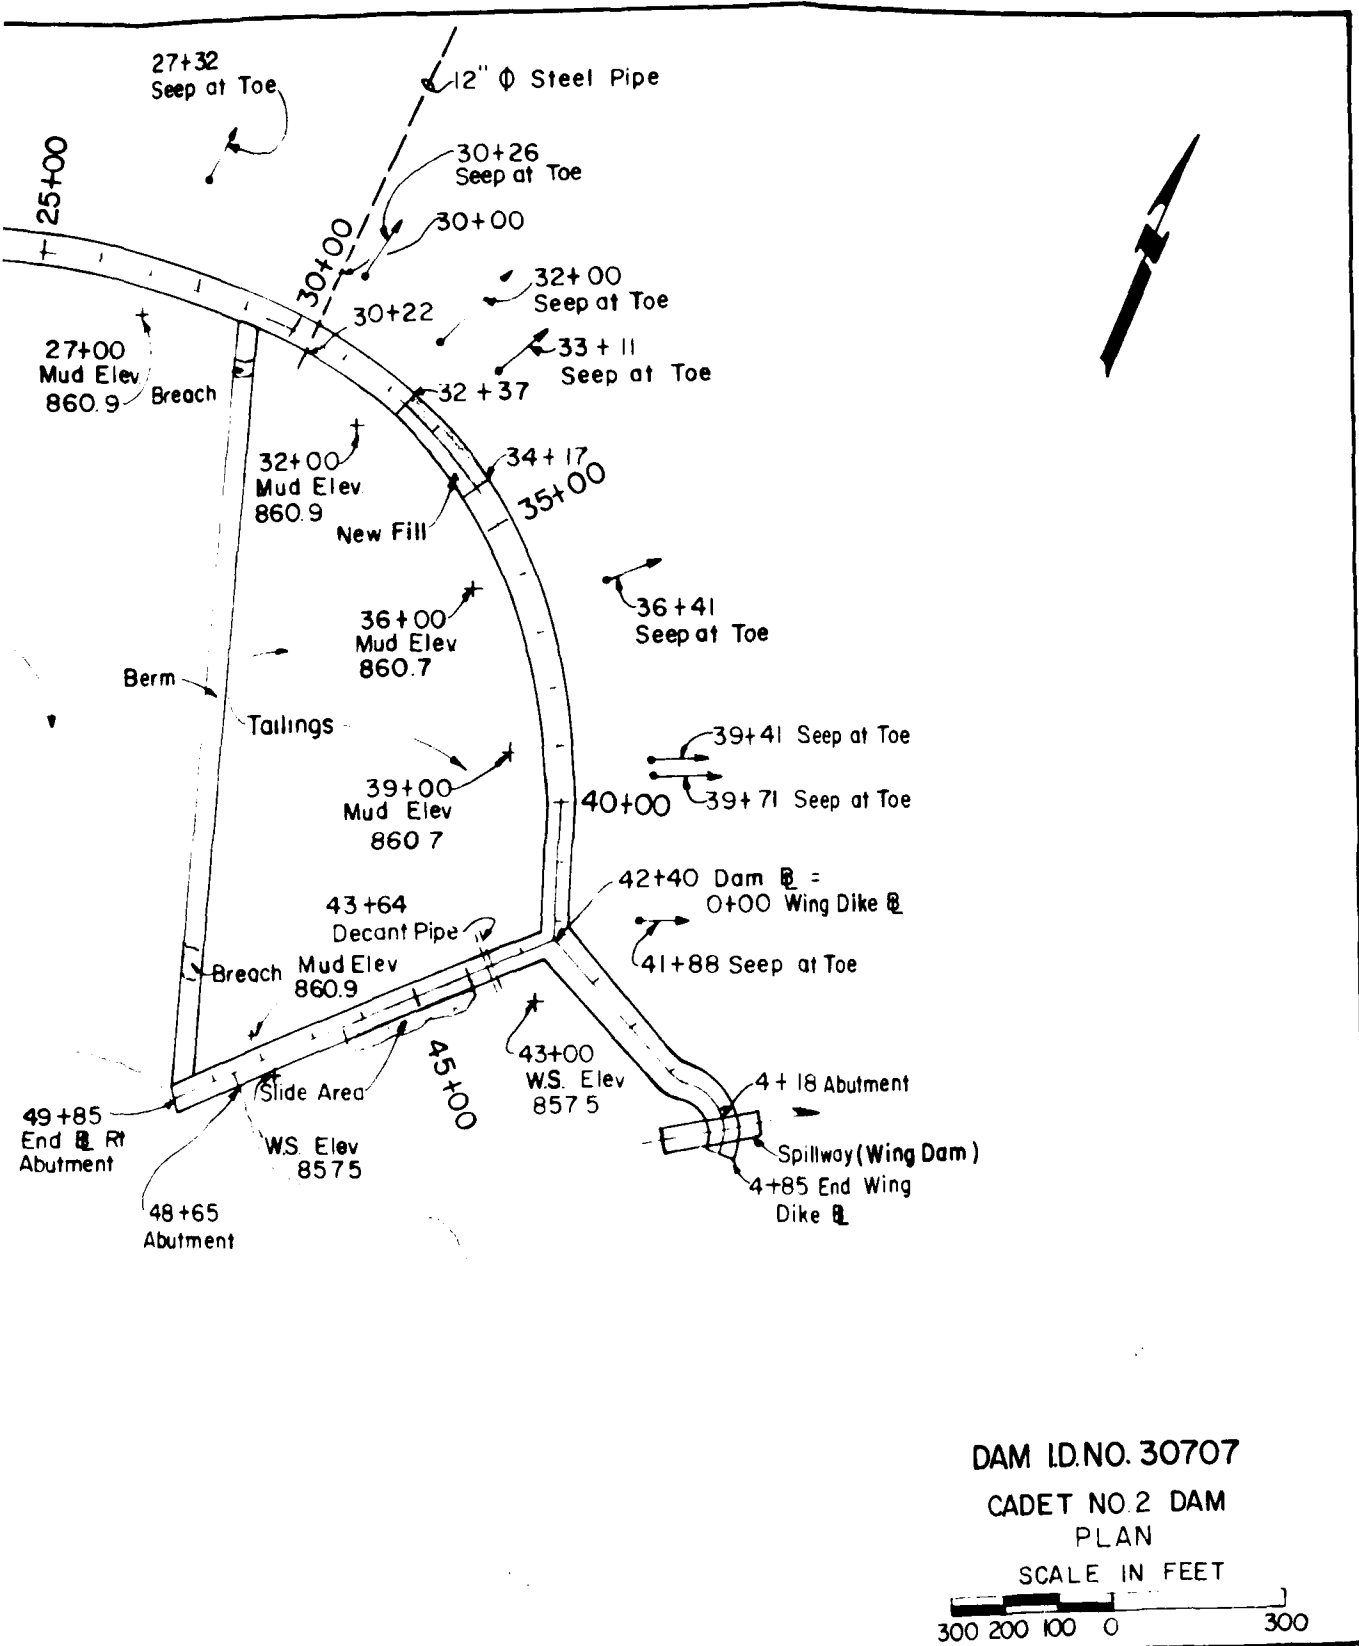 27+32
Seep at Toe
12" Φ Steel Pipe
25+00
30+26
Seep at Toe
30+00
30+00
32+00
Seep at Toe
30+22
33+11
Seep at Toe
27+00
Mud Elev
860.9
Breach
32+37
32+00
Mud Elev
860.9
34+17
35+00
New Fill
36+00
Mud Elev
860.7
36+41
Seep at Toe
Berm
Tailings
39+41 Seep at Toe
39+00
Mud Elev
860 7
40+00
39+71 Seep at Toe
42+40 Dam BL =
0+00 Wing Dike BL
43+64
Decant Pipe
41+88 Seep at Toe
Breach
Mud Elev
860.9
45+00
43+00
W.S. Elev
857 5
Slide Area
4+18 Abutment
49+85
End BL Rt
Abutment
W.S. Elev
8575
Spillway (Wing Dam)
4+85 End Wing
Dike BL
48+65
Abutment
DAM I.D.NO. 30707
CADET NO.2 DAM
PLAN
SCALE IN FEET
300 200 100 0 300